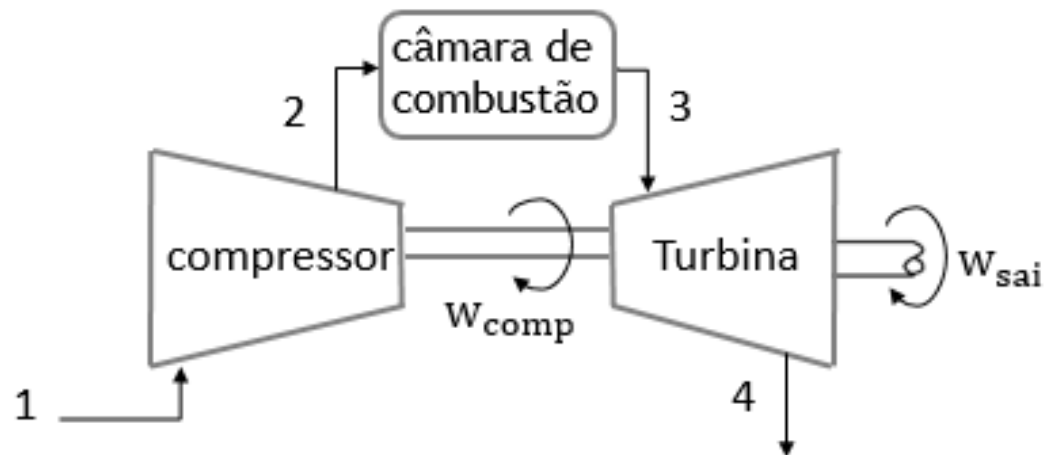 câmara de
combustão
2
3
compressor
Turbina
W_comp
W_sai
1
4